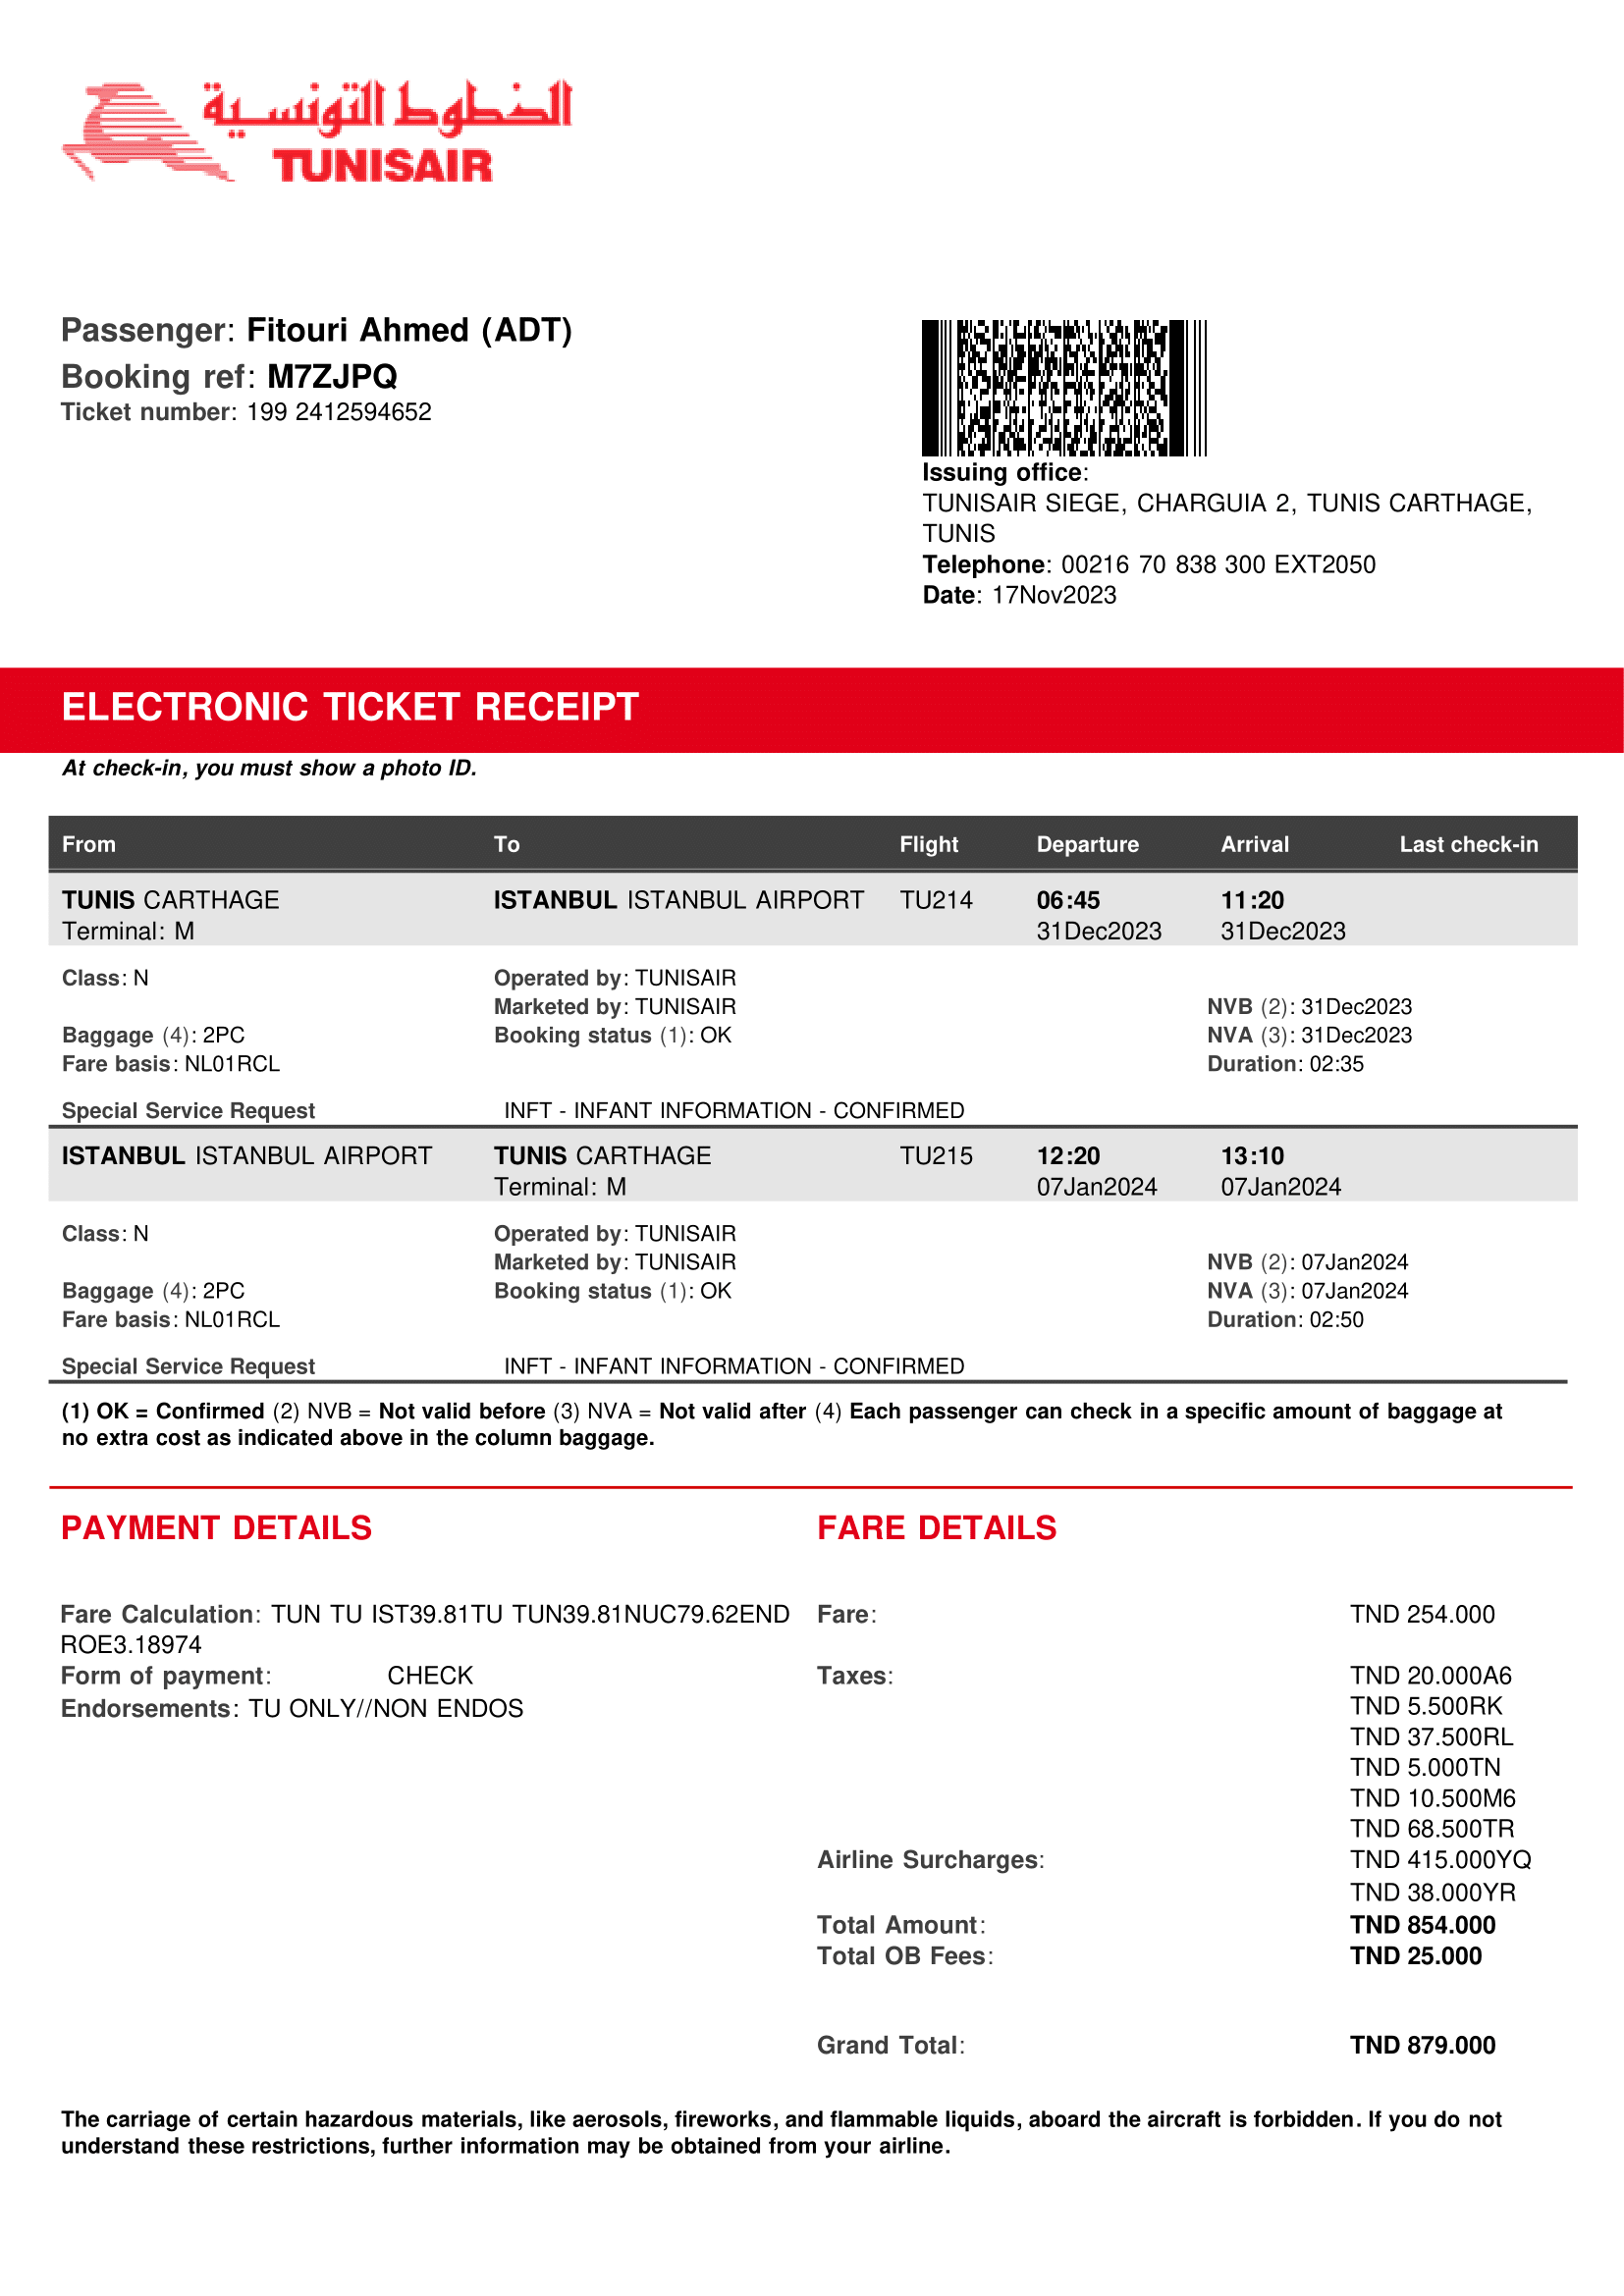 الخطوط التونسية
TUNISAIR
Passenger: Fitouri Ahmed (ADT)
Booking ref: M7ZJPQ
Ticket number: 199 2412594652
Issuing office:
TUNISAIR SIEGE, CHARGUIA 2, TUNIS CARTHAGE,
TUNIS
Telephone: 00216 70 838 300 EXT2050
Date: 17Nov2023
ELECTRONIC TICKET RECEIPT
At check-in, you must show a photo ID.
From To Flight Departure Arrival Last check-in
TUNIS CARTHAGE ISTANBUL ISTANBUL AIRPORT TU214 06:45 11:20
Terminal: M 31Dec2023 31Dec2023
Class: N Operated by: TUNISAIR
Marketed by: TUNISAIR NVB (2): 31Dec2023
Baggage (4): 2PC Booking status (1): OK NVA (3): 31Dec2023
Fare basis: NL01RCL Duration: 02:35
Special Service Request INFT - INFANT INFORMATION - CONFIRMED
ISTANBUL ISTANBUL AIRPORT TUNIS CARTHAGE TU215 12:20 13:10
Terminal: M 07Jan2024 07Jan2024
Class: N Operated by: TUNISAIR
Marketed by: TUNISAIR NVB (2): 07Jan2024
Baggage (4): 2PC Booking status (1): OK NVA (3): 07Jan2024
Fare basis: NL01RCL Duration: 02:50
Special Service Request INFT - INFANT INFORMATION - CONFIRMED
(1) OK = Confirmed (2) NVB = Not valid before (3) NVA = Not valid after (4) Each passenger can check in a specific amount of baggage at
no extra cost as indicated above in the column baggage.
PAYMENT DETAILS FARE DETAILS
Fare Calculation: TUN TU IST39.81TU TUN39.81NUC79.62END Fare: TND 254.000
ROE3.18974
Form of payment: CHECK Taxes: TND 20.000A6
Endorsements: TU ONLY//NON ENDOS TND 5.500RK
TND 37.500RL
TND 5.000TN
TND 10.500M6
TND 68.500TR
Airline Surcharges: TND 415.000YQ
TND 38.000YR
Total Amount: TND 854.000
Total OB Fees: TND 25.000
Grand Total: TND 879.000
The carriage of certain hazardous materials, like aerosols, fireworks, and flammable liquids, aboard the aircraft is forbidden. If you do not
understand these restrictions, further information may be obtained from your airline.